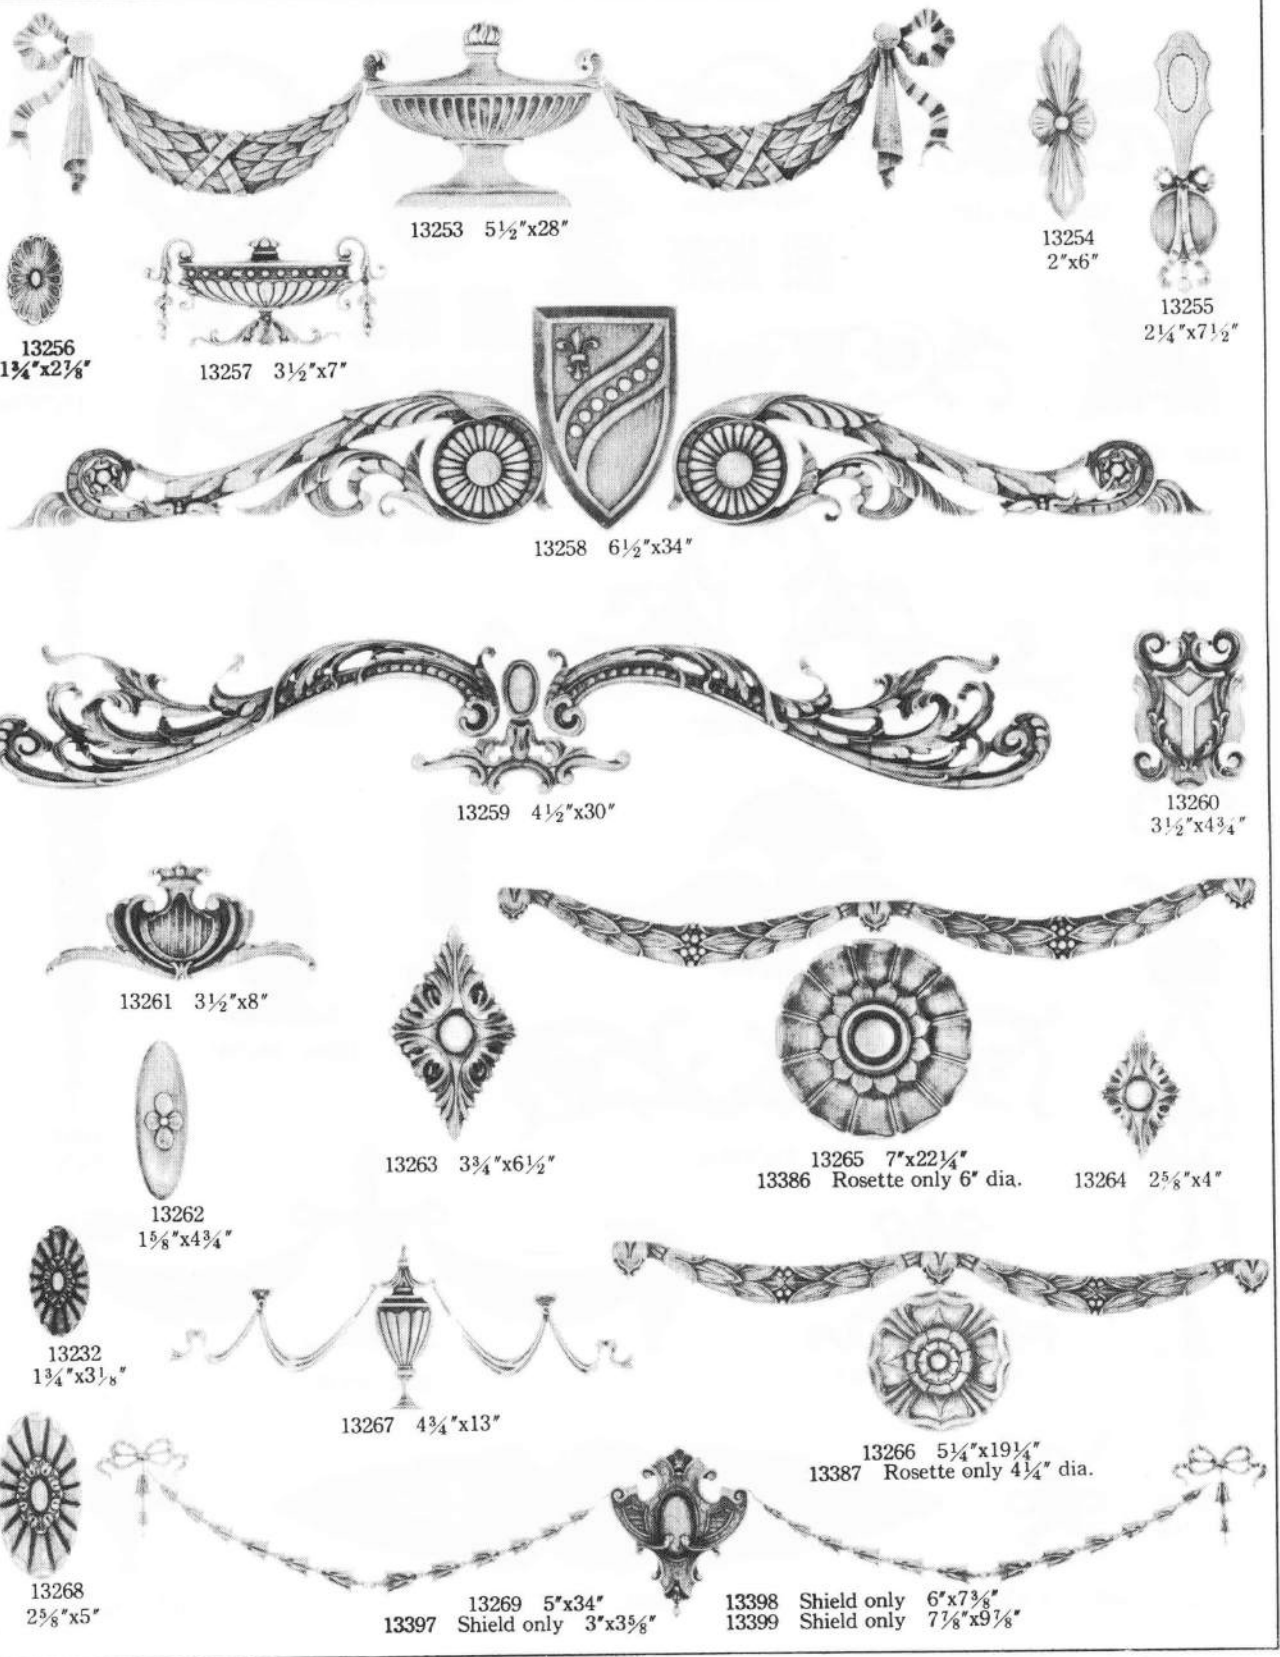 13253 5½″x28″
13254
2″x6″
13255
2¼″x7½″
13256
1¾″x2⅞″
13257 3½″x7″
13258 6½″x34″
13259 4½″x30″
13260
3½″x4¾″
13261 3½″x8″
13262
1⅝″x4¾″
13263 3¾″x6½″
13265 7″x22¼″
13386 Rosette only 6″ dia.
13264 2⅝″x4″
13232
1¾″x3⅛″
13267 4¾″x13″
13266 5¼″x19¼″
13387 Rosette only 4¼″ dia.
13268
2⅝″x5″
13269 5″x34″
13397 Shield only 3″x3⅝″
13398 Shield only 6″x7⅜″
13399 Shield only 7⅞″x9⅞″